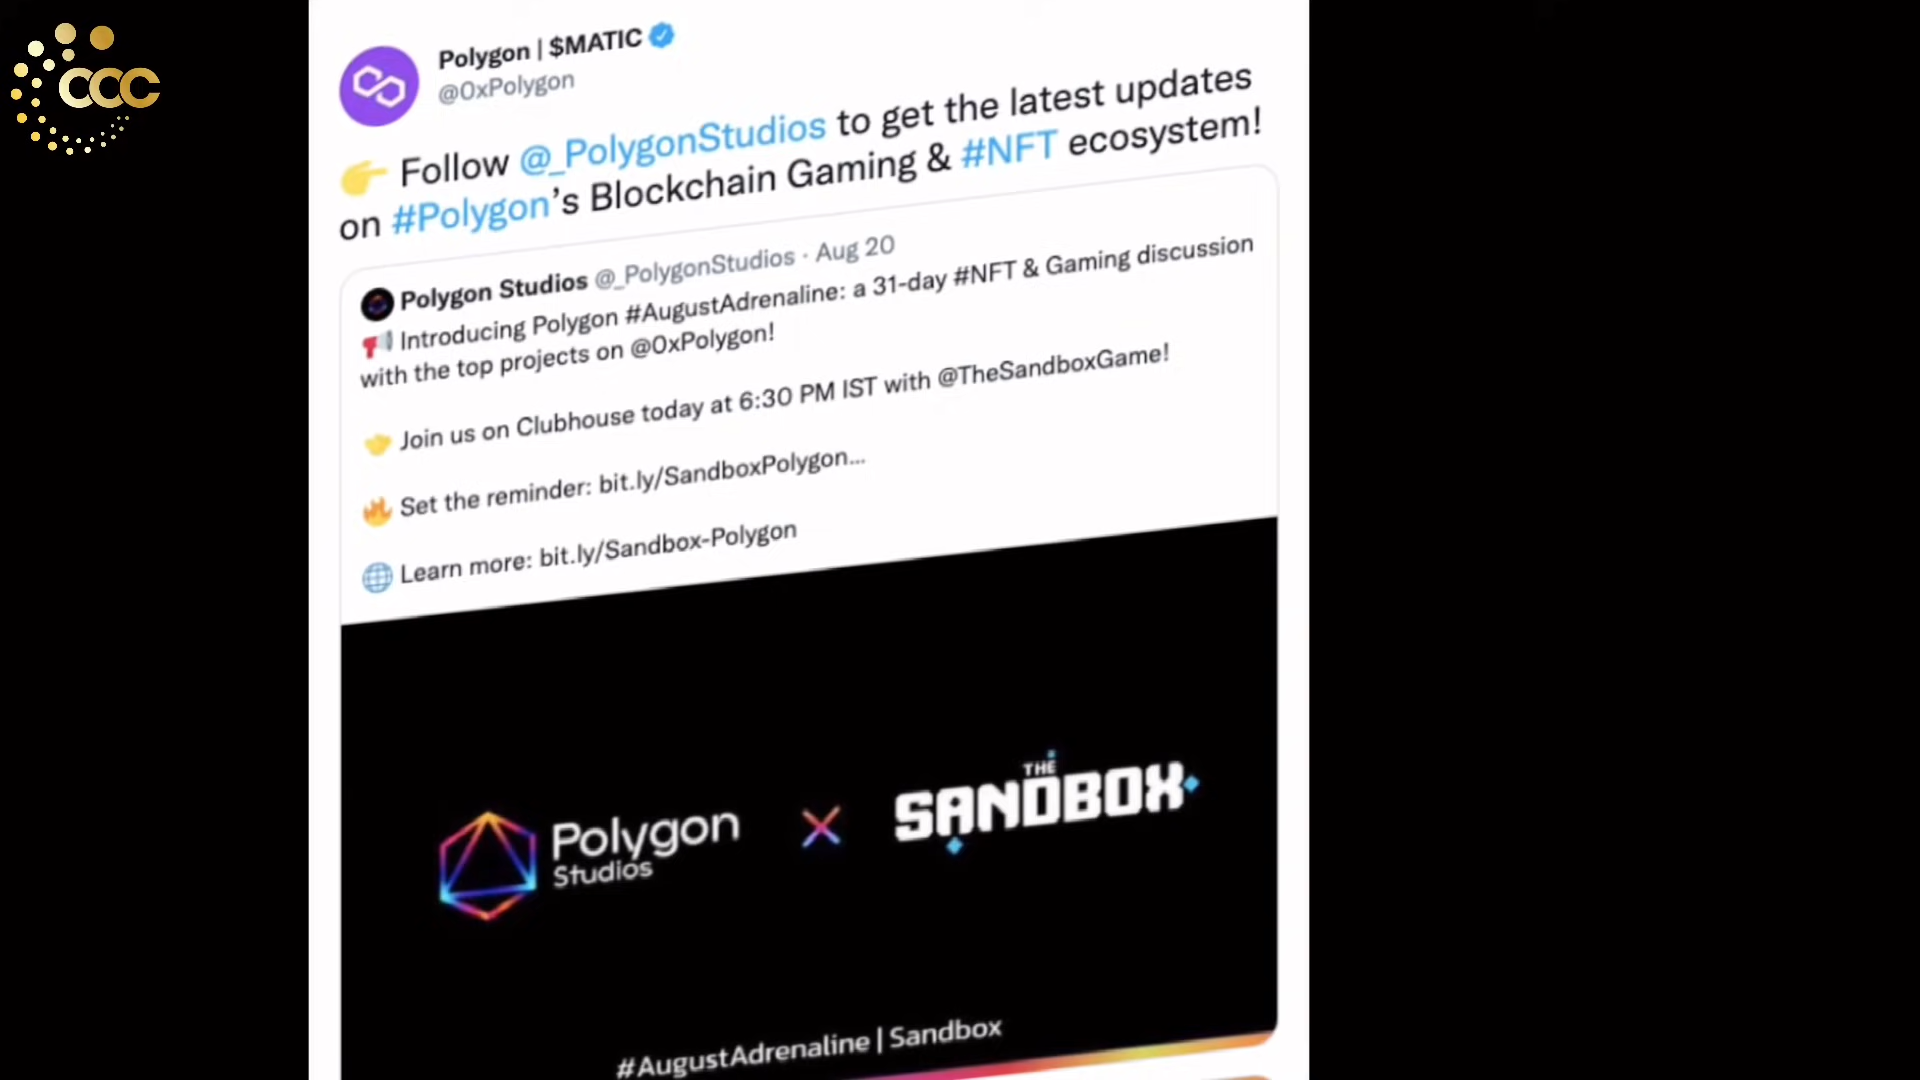 CCC
Polygon | $MATIC
@0xPolygon
Follow @_PolygonStudios to get the latest updates
on #Polygon's Blockchain Gaming & #NFT ecosystem!
Polygon Studios @_PolygonStudios · Aug 20
Introducing Polygon #AugustAdrenaline: a 31-day #NFT & Gaming discussion
with the top projects on @0xPolygon!
Join us on Clubhouse today at 6:30 PM IST with @TheSandboxGame!
Set the reminder: bit.ly/SandboxPolygon...
Learn more: bit.ly/Sandbox-Polygon
Polygon
Studios
X
THE
SANDBOX
#AugustAdrenaline | Sandbox